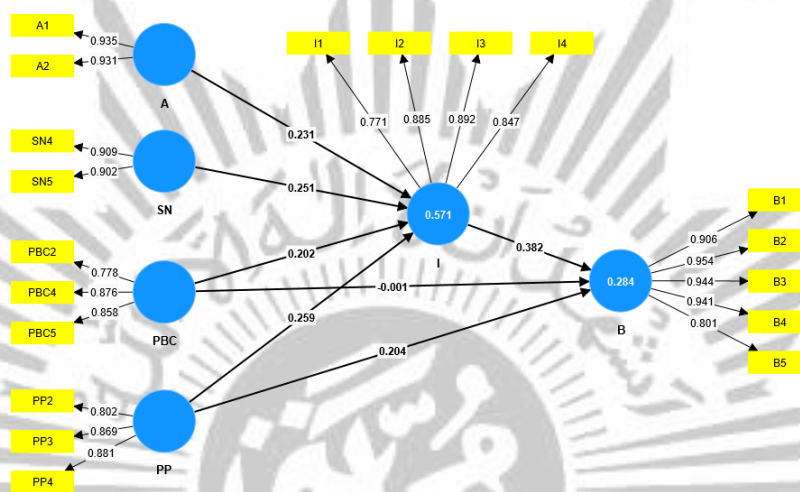 A1
0.935
A2
0.931
A
SN4
0.909
SN5
0.902
SN
PBC2
0.778
PBC4
0.876
PBC5
0.858
PBC
PP2
0.802
PP3
0.869
PP4
0.881
PP
I1
I2
I3
I4
0.771
0.885
0.892
0.847
0.231
0.251
0.202
-0.001
0.259
0.204
0.571
I
0.382
0.284
B
B1
0.906
B2
0.954
B3
0.944
B4
0.941
B5
0.801